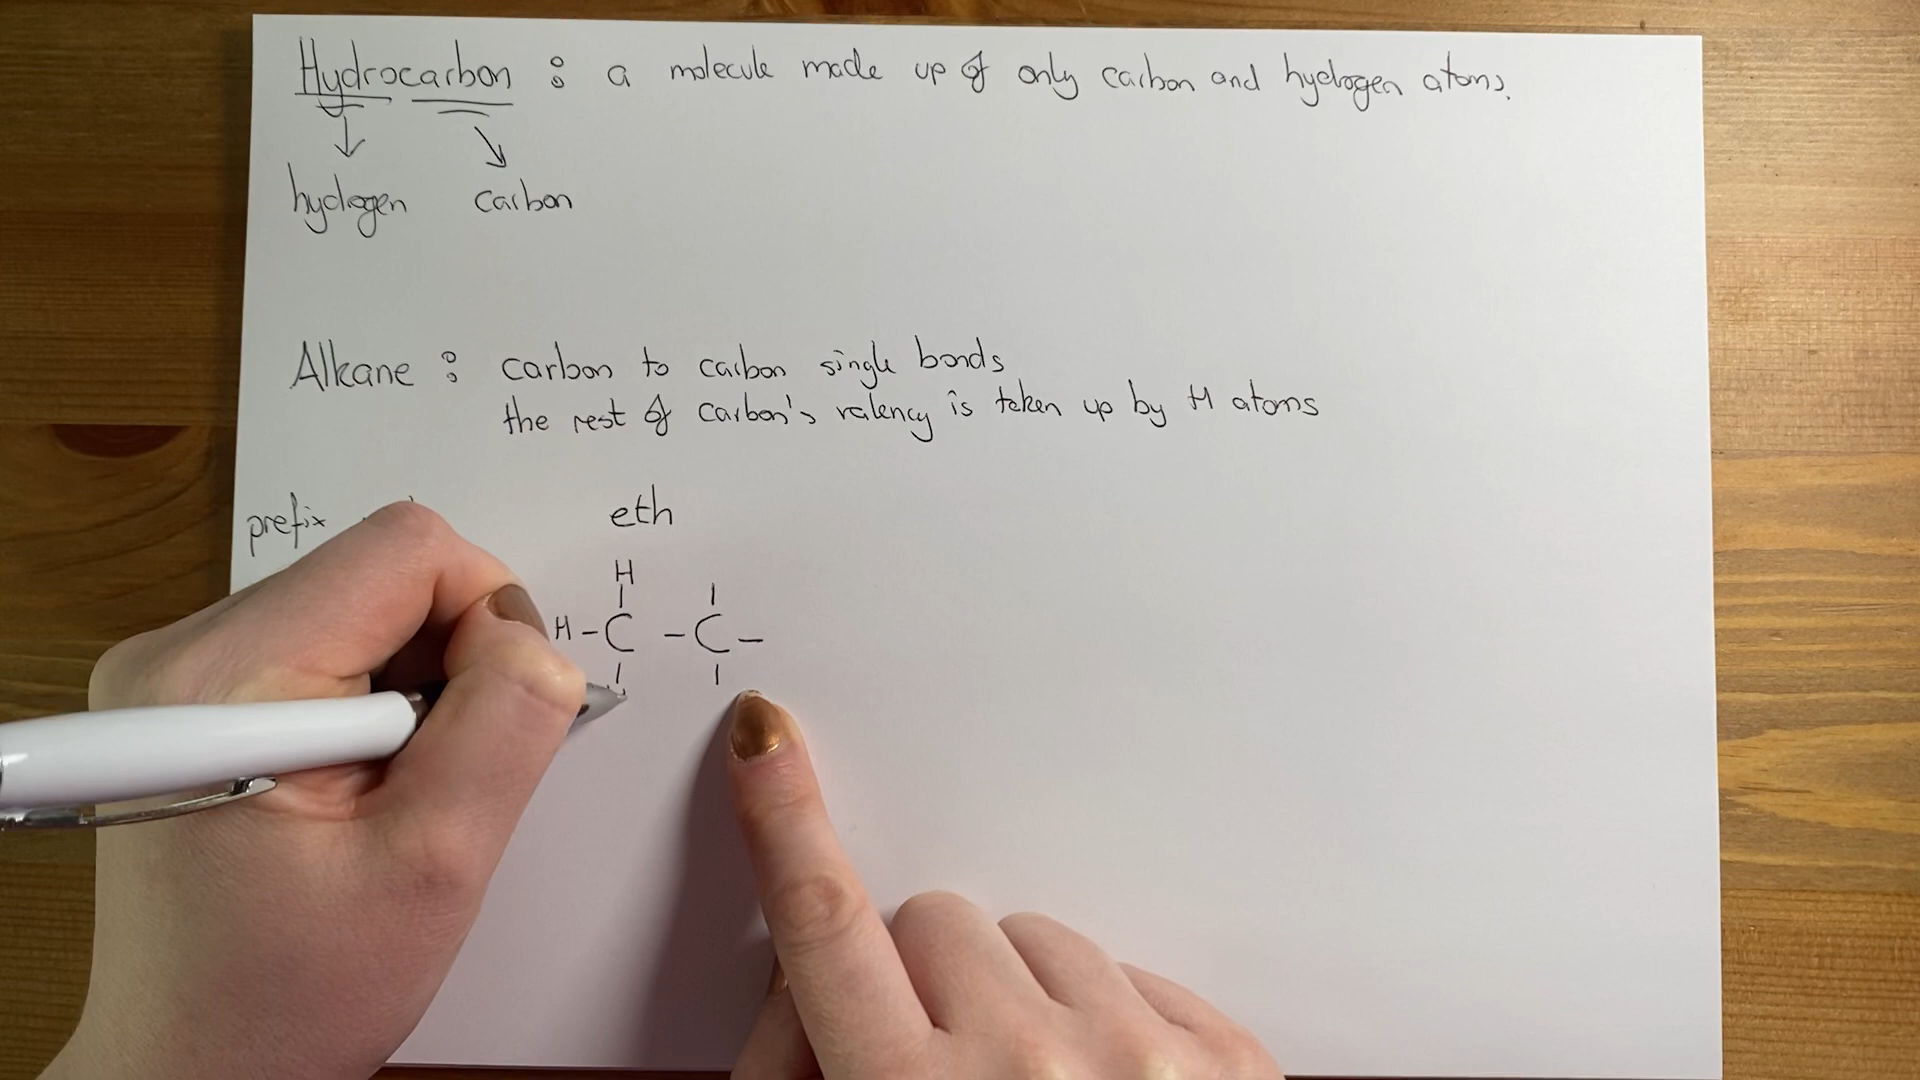 Hydrocarbon : a molecule made up of only carbon and hydrogen atoms.
hydogen carbon
Alkane : carbon to carbon single bonds
the rest of carbon's valency is taken up by H atoms
prefix eth
H
H - C - C -